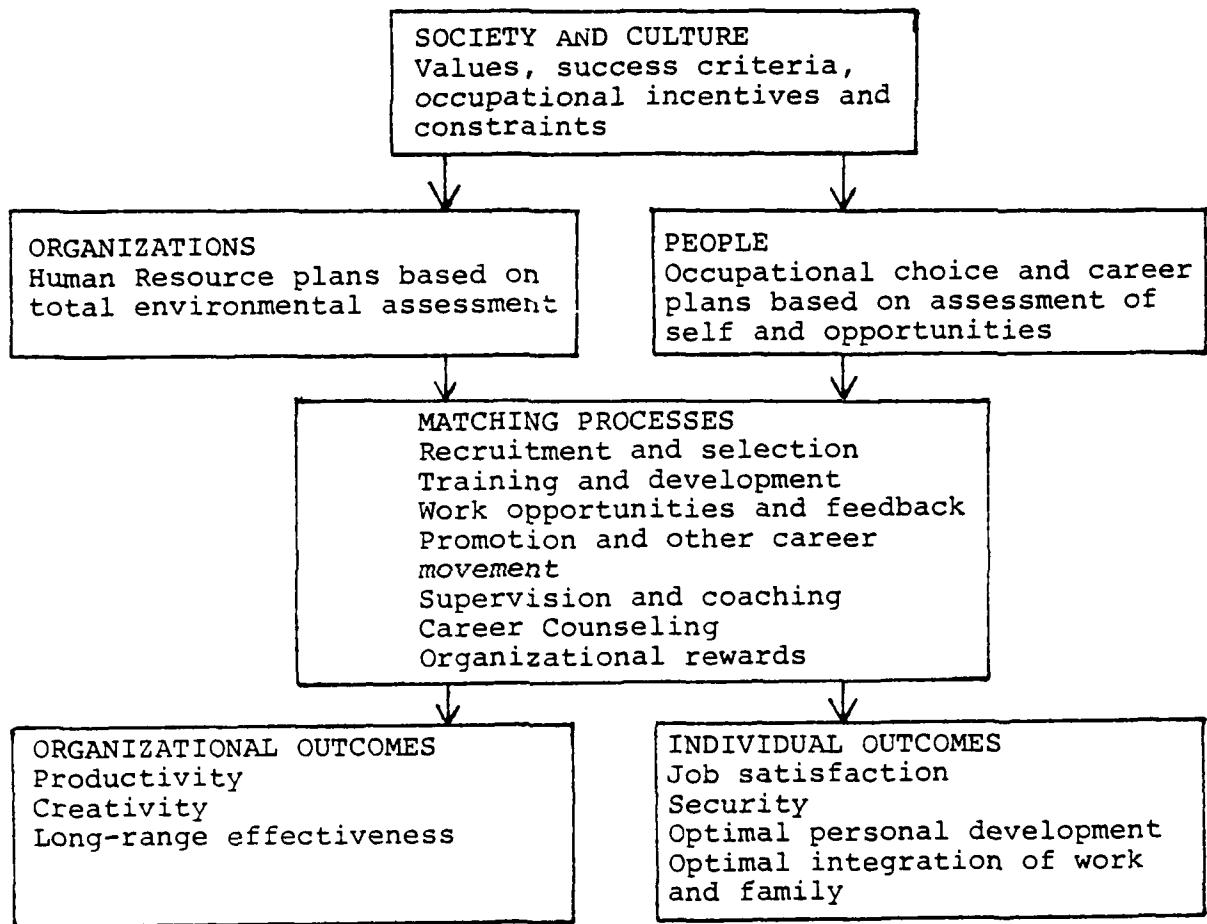 SOCIETY AND CULTURE
Values, success criteria,
occupational incentives and
constraints
ORGANIZATIONS
Human Resource plans based on
total environmental assessment
PEOPLE
Occupational choice and career
plans based on assessment of
self and opportunities
MATCHING PROCESSES
Recruitment and selection
Training and development
Work opportunities and feedback
Promotion and other career
movement
Supervision and coaching
Career Counseling
Organizational rewards
ORGANIZATIONAL OUTCOMES
Productivity
Creativity
Long-range effectiveness
INDIVIDUAL OUTCOMES
Job satisfaction
Security
Optimal personal development
Optimal integration of work
and family